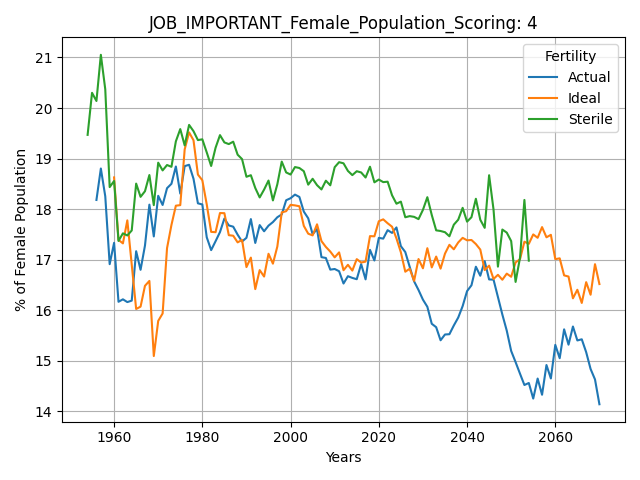 JOB_IMPORTANT_Female_Population_Scoring: 4
Fertility
Actual
Ideal
Sterile
% of Female Population
21
20
19
18
17
16
15
14
1960 1980 2000 2020 2040 2060
Years